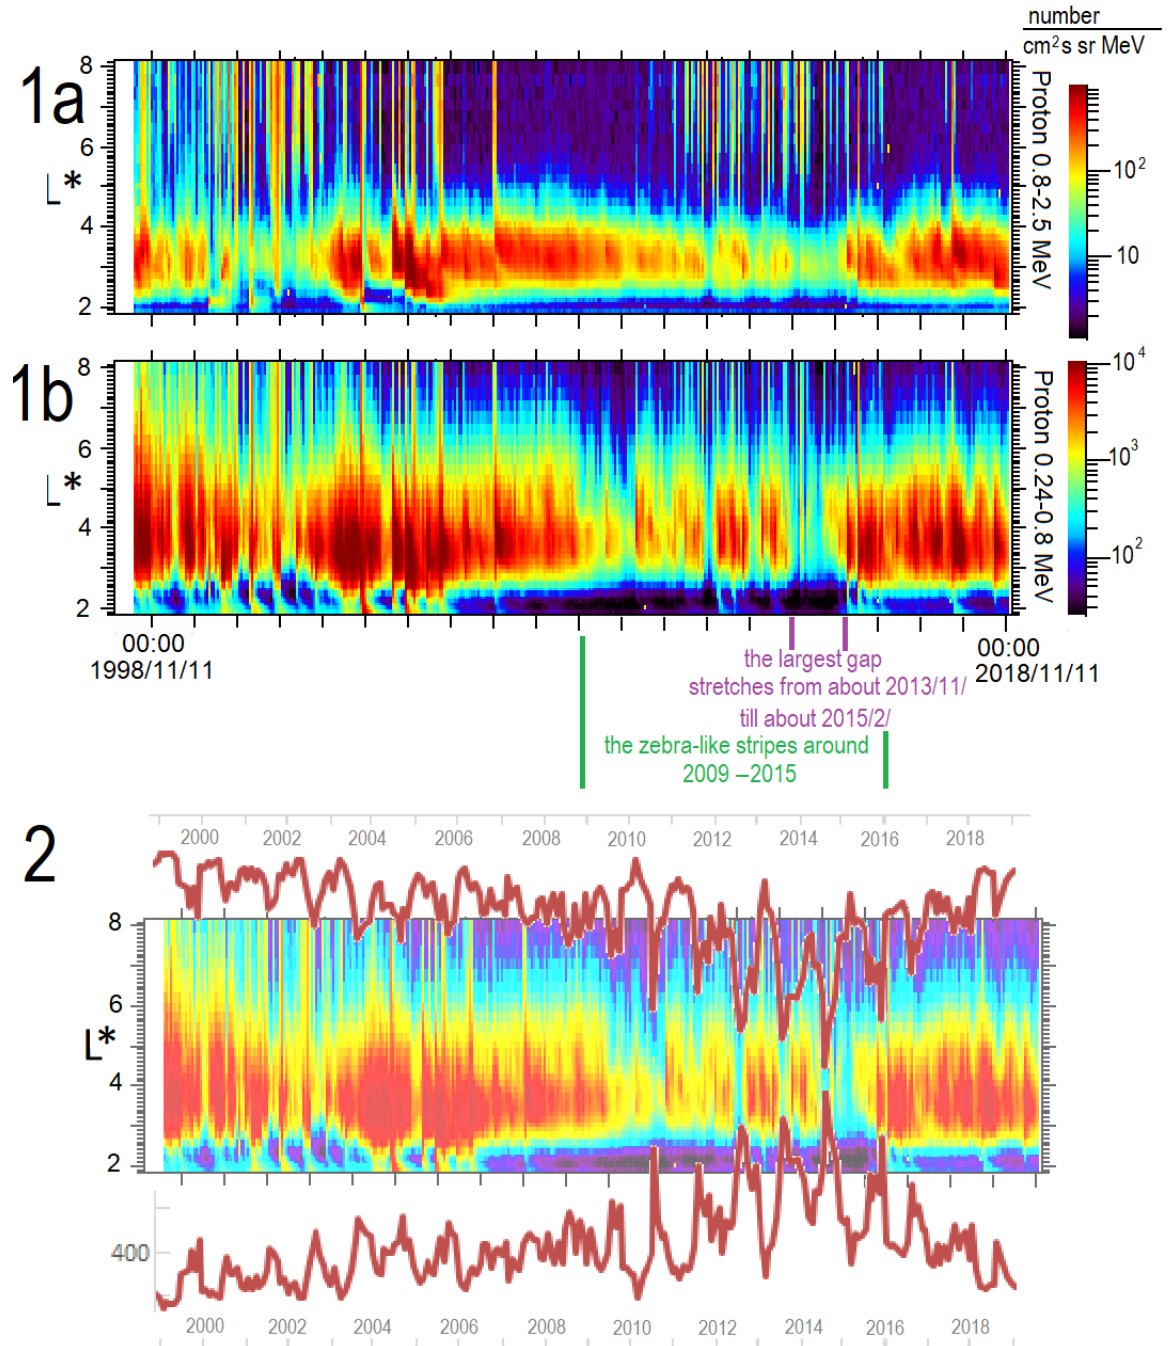 number
cm²s sr MeV
1a
8
6
L*
4
2
Proton 0.8-2.5 MeV
10²
10
1b
8
6
L*
4
2
Proton 0.24-0.8 MeV
10⁴
10³
10²
00:00
1998/11/11
00:00
2018/11/11
the largest gap
stretches from about 2013/11/
till about 2015/2/
the zebra-like stripes around
2009 –2015
2
2000 2002 2004 2006 2008 2010 2012 2014 2016 2018
8
6
L*
4
2
400
2000 2002 2004 2006 2008 2010 2012 2014 2016 2018